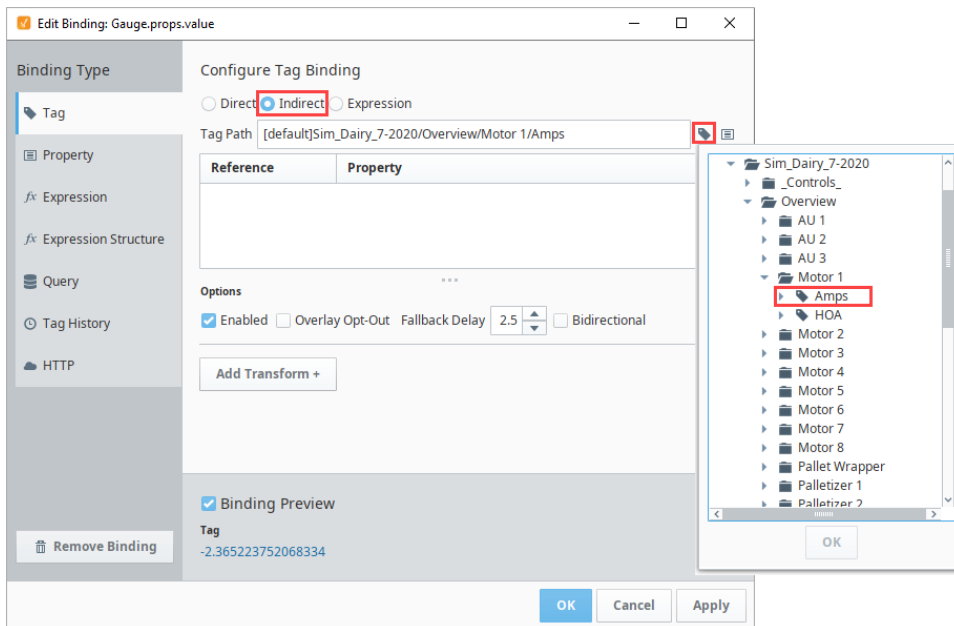 Edit Binding: Gauge.props.value
Binding Type
Tag
Property
fx Expression
fx Expression Structure
Query
Tag History
HTTP
Remove Binding
Configure Tag Binding
Direct Indirect Expression
Tag Path [default]Sim_Dairy_7-2020/Overview/Motor 1/Amps
Reference Property
Options
Enabled Overlay Opt-Out Fallback Delay 2.5 Bidirectional
Add Transform +
Binding Preview
Tag
-2.365223752068334
OK Cancel Apply
Sim_Dairy_7-2020
_Controls_
Overview
AU 1
AU 2
AU 3
Motor 1
Amps
HOA
Motor 2
Motor 3
Motor 4
Motor 5
Motor 6
Motor 7
Motor 8
Pallet Wrapper
Palletizer 1
Palletizer 2
OK